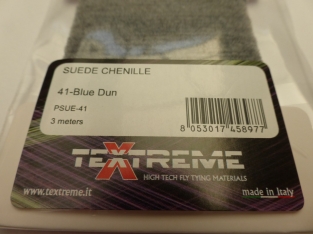 SUEDE CHENILLE
41-Blue Dun
PSUE-41
3 meters
8 053017 458977
TEXTREME
HIGH TECH FLY TYING MATERIALS
www.textreme.it
made in Italy